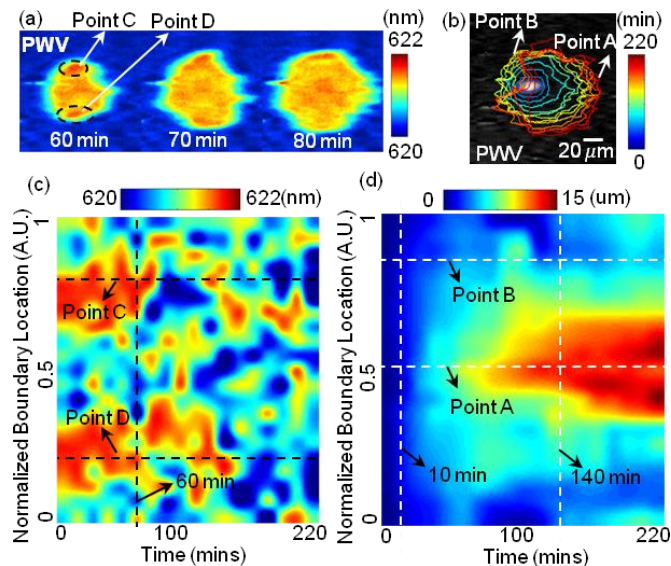 (a) Point C Point D (nm)
PWV
622
60 min 70 min 80 min
620
(b) Point B (min)
Point A 220
PWV 20 μm
0
(c) 620 622(nm)
Normalized Boundary Location (A.U.)
1
0.5
0
Point C
Point D
60 min
100 220
Time (mins)
(d) 0 15 (um)
Normalized Boundary Location (A.U.)
1
0.5
0
Point B
Point A
10 min 140 min
0 100 220
Time (mins)